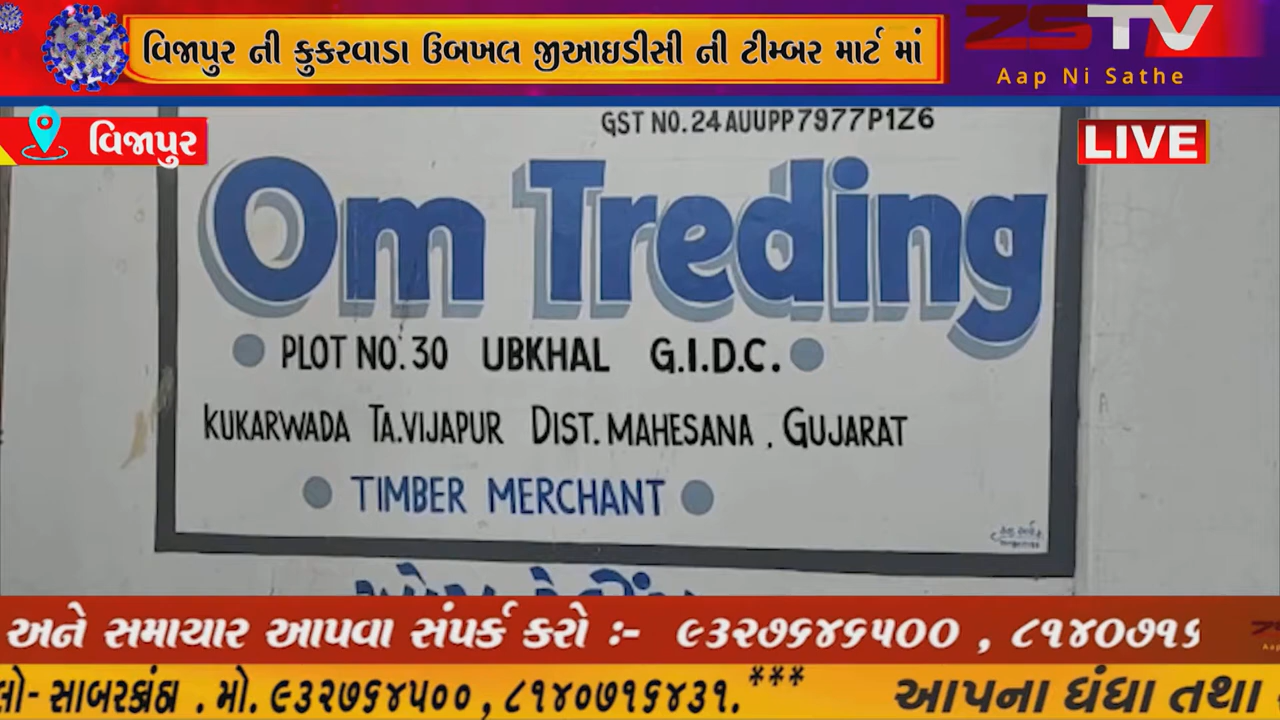 વિજાપુર ની કુકરવાડા ઉબખલ જીઆઇડીસી ની ટીમ્બર માર્ટ માં
ZSTV
Aap Ni Sathe
વિજાપુર
LIVE
GST NO. 24AUUPP7977P1Z6
Om Treding
PLOT NO. 30 UBKHAL G.I.D.C.
KUKARWADA TA.VIJAPUR DIST. MAHESANA, GUJARAT
TIMBER MERCHANT
અને સમાચાર આપવા સંપર્ક કરો :- ૯૩૨૭૬૪૬૫૦૦ , ૮૧૪૦૭૧૬
લો- સાબરકાંઠા . મો. ૯૩૨૭૬૪૫૦૦ , ૮૧૪૦૭૧૬૪૩૧.*** આપના ધંધા તથા